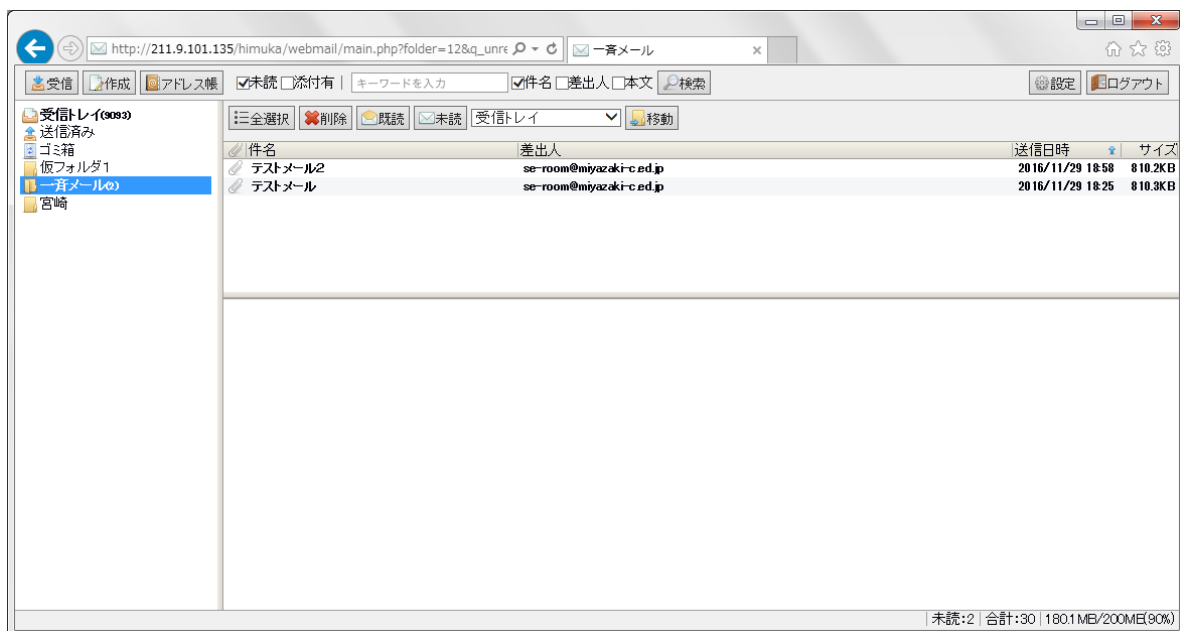 http://211.9.101.135/himuka/webmail/main.php?folder=12&q_unre 一斉メール
受信 作成 アドレス帳 未読 添付有 | キーワードを入力 件名 差出人 本文 検索 設定 ログアウト
受信トレイ(9093)
送信済み
ゴミ箱
仮フォルダ1
一斉メール(2)
宮崎
全選択 削除 既読 未読 受信トレイ 移動
件名 差出人 送信日時 サイズ
テストメール2 se-room@miyazaki-c.ed.jp 2016/11/29 18:58 810.2KB
テストメール se-room@miyazaki-c.ed.jp 2016/11/29 18:25 810.3KB
未読:2 | 合計:30 | 180.1MB/200MB(90%)